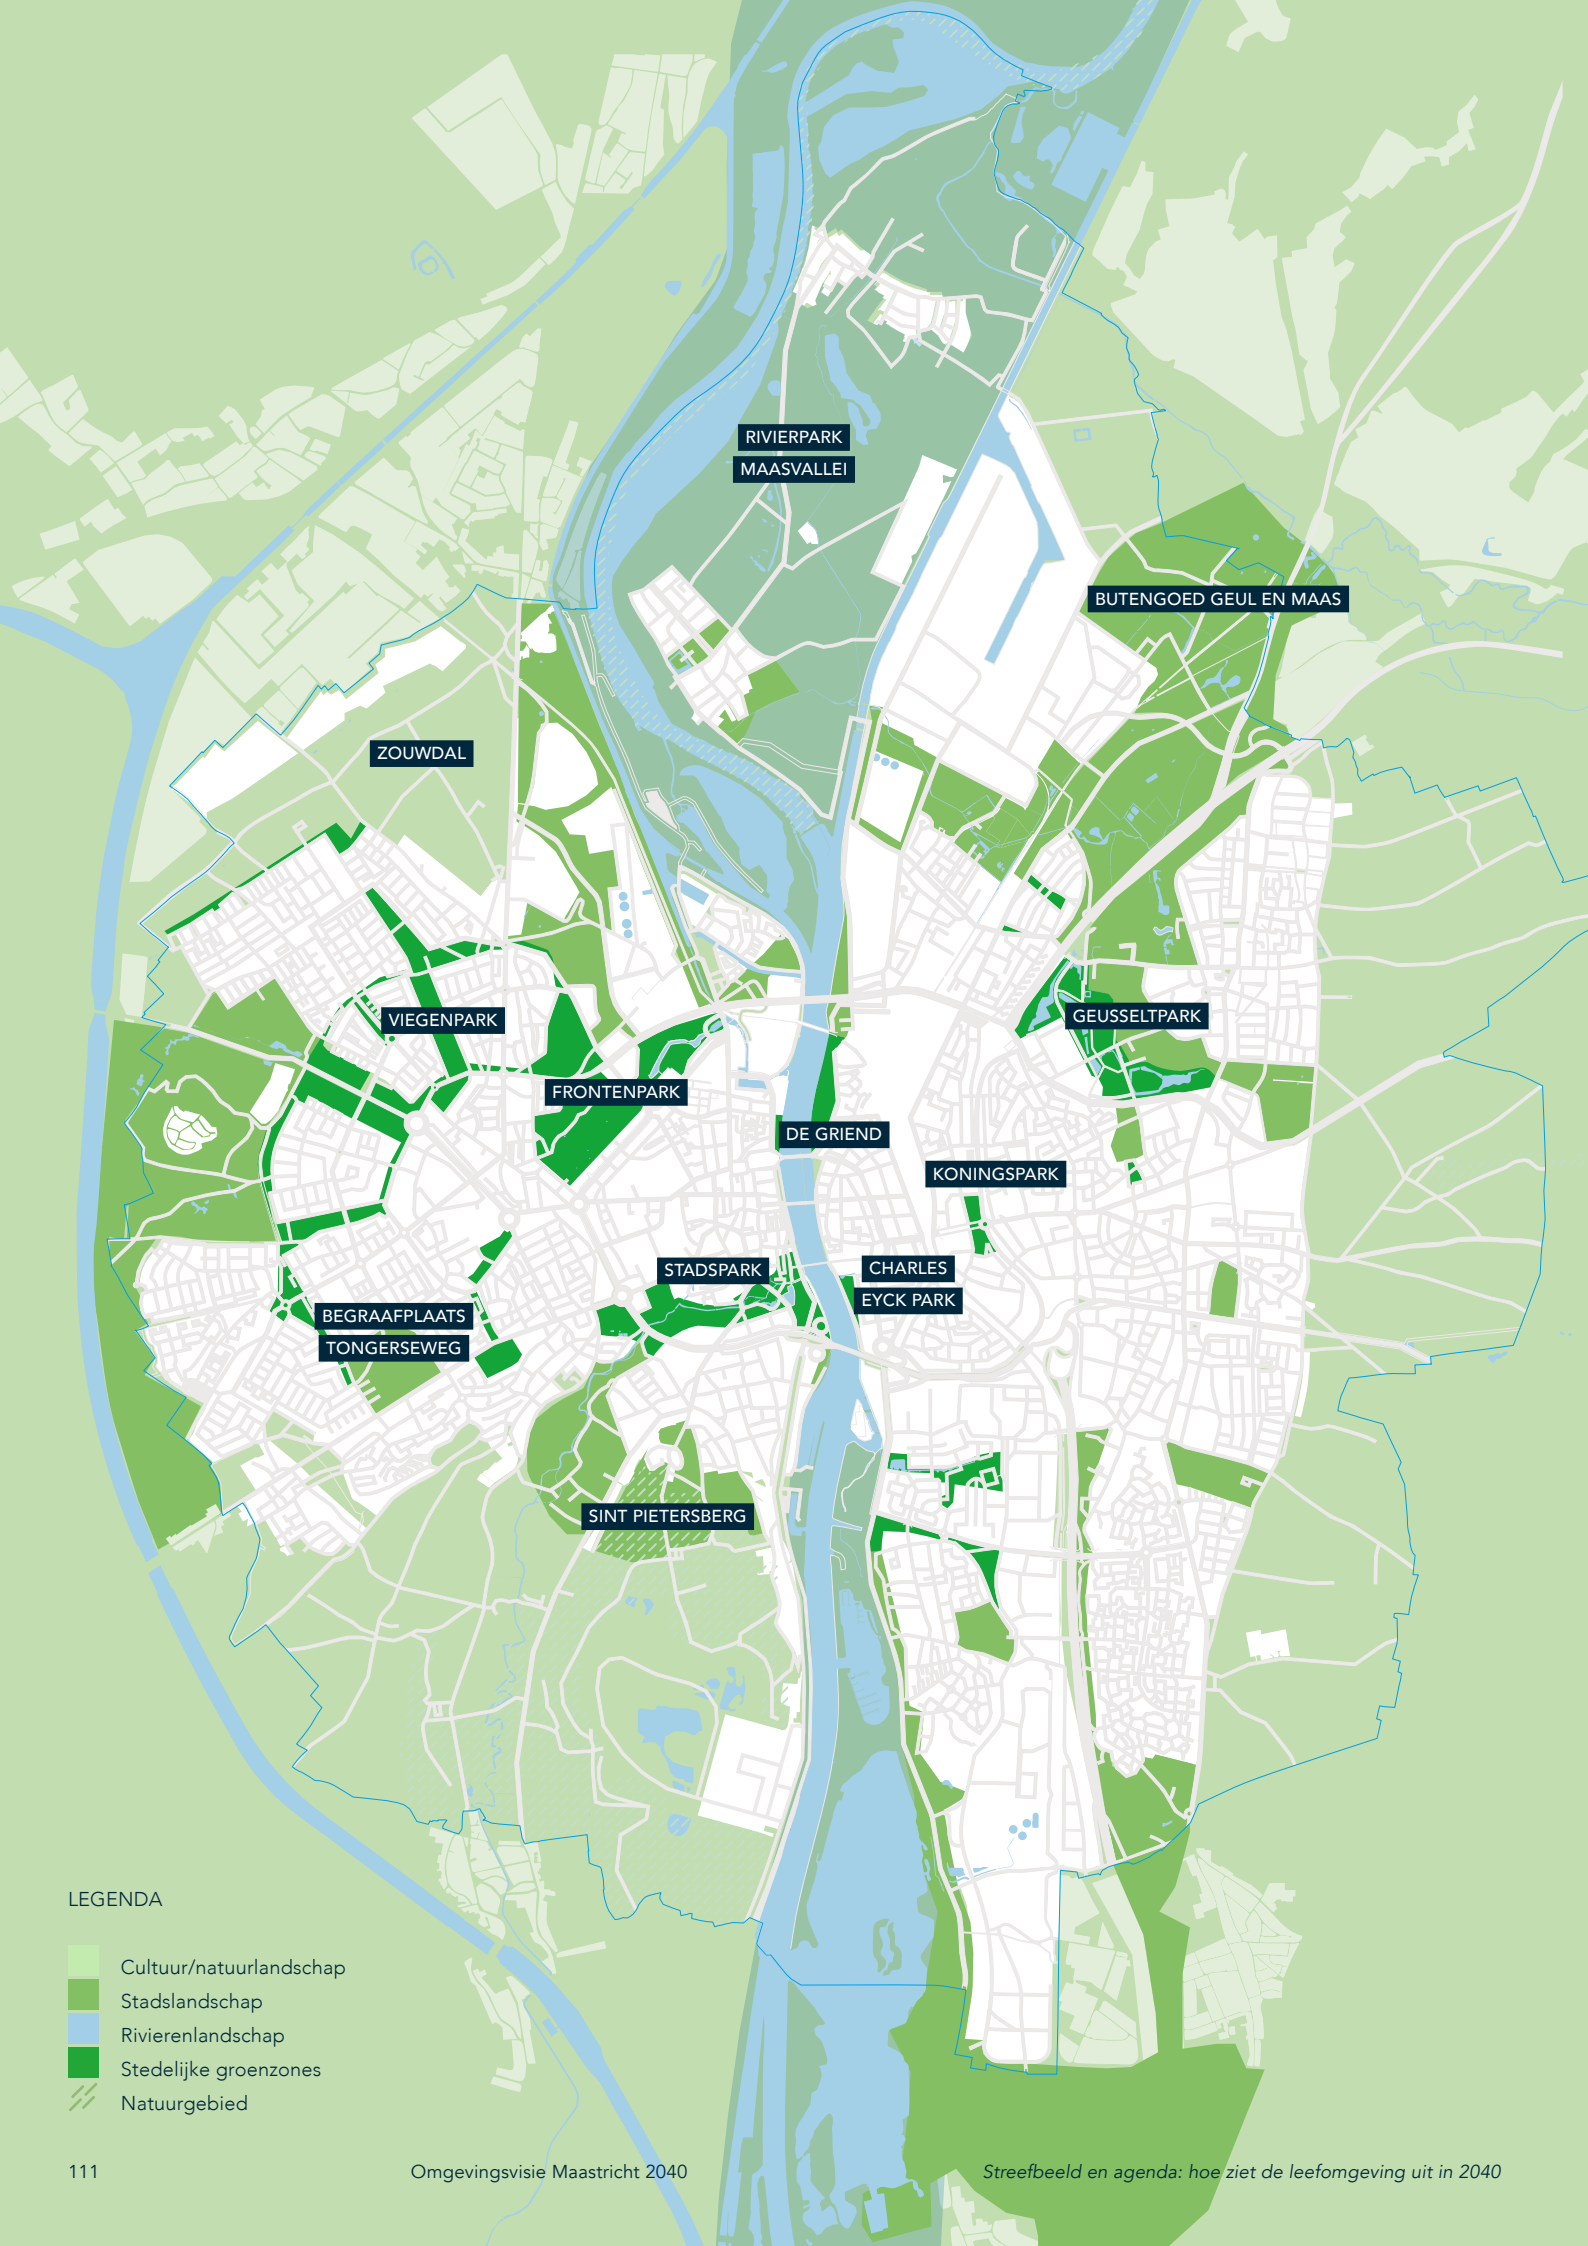 RIVIERPARK
MAASVALLEI
BUTENGOED GEUL EN MAAS
ZOUWDAL
VIEGENPARK
GEUSSELTPARK
FRONTENPARK
DE GRIEND
KONINGSPARK
STADSPARK
CHARLES
EYCK PARK
BEGRAAFPLAATS
TONGERSEWEG
SINT PIETERSBERG
LEGENDA
Cultuur/natuurlandschap
Stadslandschap
Rivierenlandschap
Stedelijke groenzones
Natuurgebied
111
Omgevingsvisie Maastricht 2040
Streefbeeld en agenda: hoe ziet de leefomgeving uit in 2040